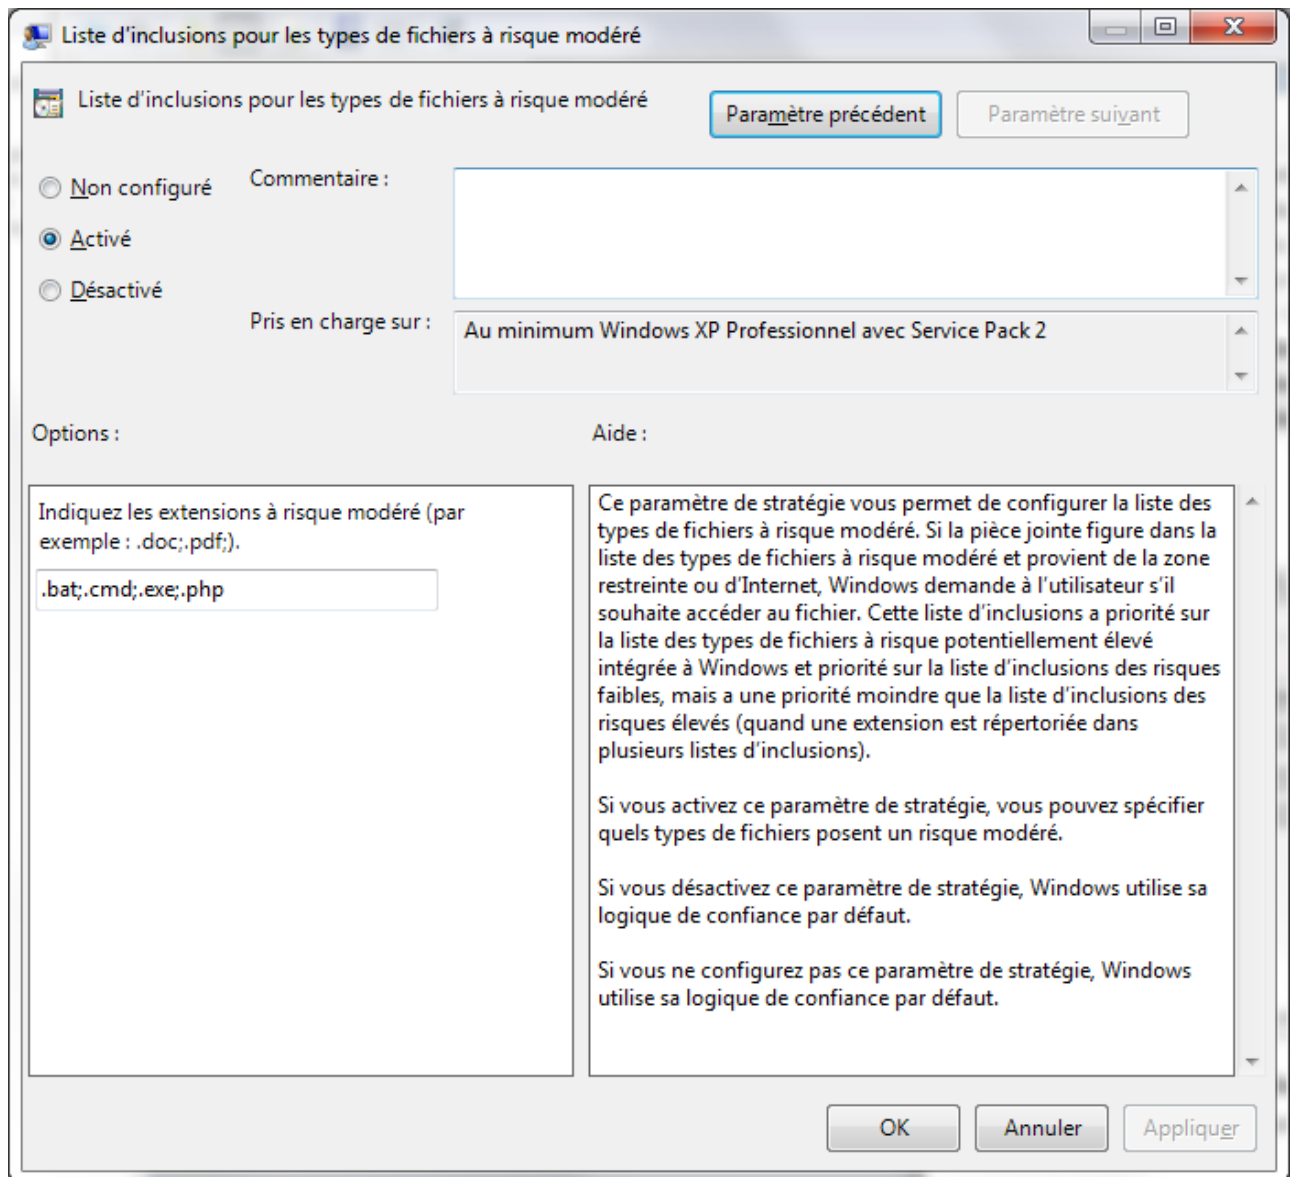 Liste d'inclusions pour les types de fichiers à risque modéré
Liste d'inclusions pour les types de fichiers à risque modéré
Paramètre précédent
Paramètre suivant
Non configuré
Commentaire :
Activé
Désactivé
Pris en charge sur :
Au minimum Windows XP Professionnel avec Service Pack 2
Options :
Aide :
Indiquez les extensions à risque modéré (par
exemple : .doc;.pdf;).
.bat;.cmd;.exe;.php
Ce paramètre de stratégie vous permet de configurer la liste des
types de fichiers à risque modéré. Si la pièce jointe figure dans la
liste des types de fichiers à risque modéré et provient de la zone
restreinte ou d'Internet, Windows demande à l'utilisateur s'il
souhaite accéder au fichier. Cette liste d'inclusions a priorité sur
la liste des types de fichiers à risque potentiellement élevé
intégrée à Windows et priorité sur la liste d'inclusions des risques
faibles, mais a une priorité moindre que la liste d'inclusions des
risques élevés (quand une extension est répertoriée dans
plusieurs listes d'inclusions).
Si vous activez ce paramètre de stratégie, vous pouvez spécifier
quels types de fichiers posent un risque modéré.
Si vous désactivez ce paramètre de stratégie, Windows utilise sa
logique de confiance par défaut.
Si vous ne configurez pas ce paramètre de stratégie, Windows
utilise sa logique de confiance par défaut.
OK
Annuler
Appliquer